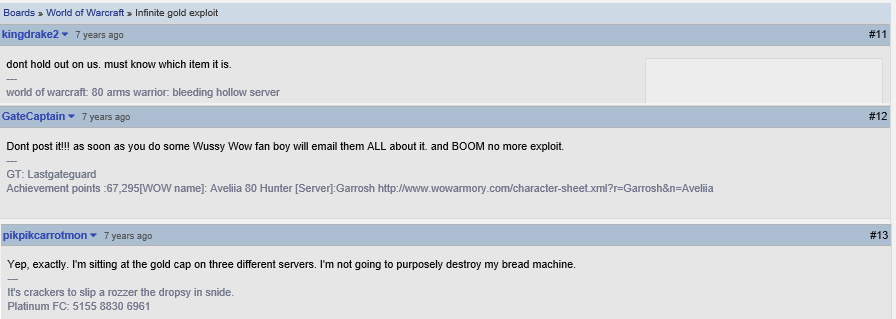 Boards » World of Warcraft » Infinite gold exploit
kingdrake2 7 years ago #11
dont hold out on us. must know which item it is.
---
world of warcraft: 80 arms warrior: bleeding hollow server
GateCaptain 7 years ago #12
Dont post it!!! as soon as you do some Wussy Wow fan boy will email them ALL about it. and BOOM no more exploit.
---
GT: Lastgateguard
Achievement points :67,295[WOW name]: Aveliia 80 Hunter [Server]:Garrosh http://www.wowarmory.com/character-sheet.xml?r=Garrosh&n=Aveliia
pikpikcarrotmon 7 years ago #13
Yep, exactly. I'm sitting at the gold cap on three different servers. I'm not going to purposely destroy my bread machine.
---
It's crackers to slip a rozzer the dropsy in snide.
Platinum FC: 5155 8830 6961